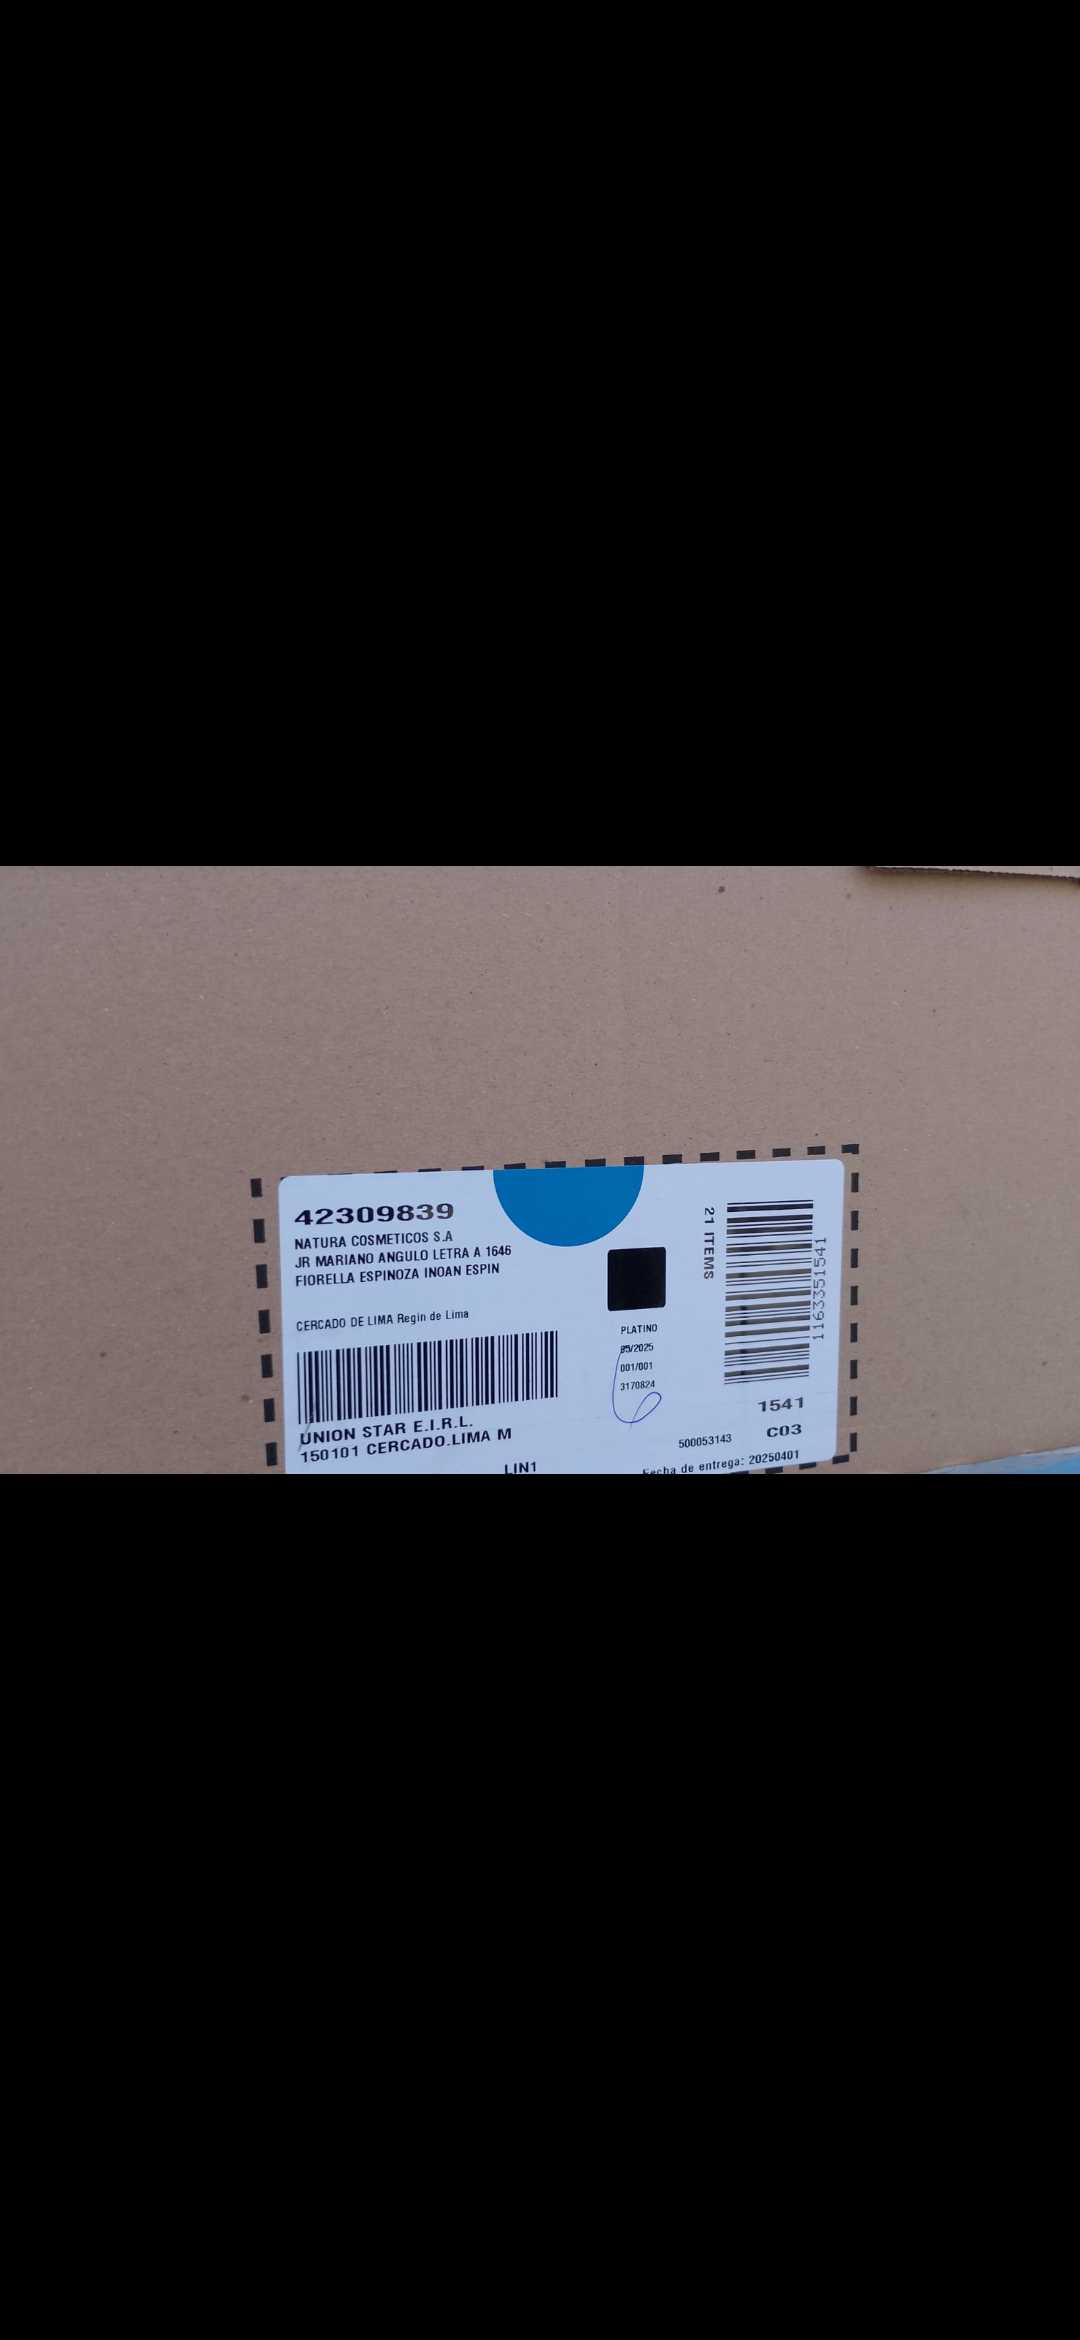 42309839
NATURA COSMETICOS S.A
JR MARIANO ANGULO LETRA A 1646
FIORELLA ESPINOZA INOAN ESPIN
CERCADO DE LIMA Regin de Lima
UNION STAR E.I.R.L.
150101 CERCADO.LIMA M
LIN1
PLATINO
05/2025
001/001
3170824
21 ITEMS
1163351541
1541
C03
500053143
Fecha de entrega: 20250401